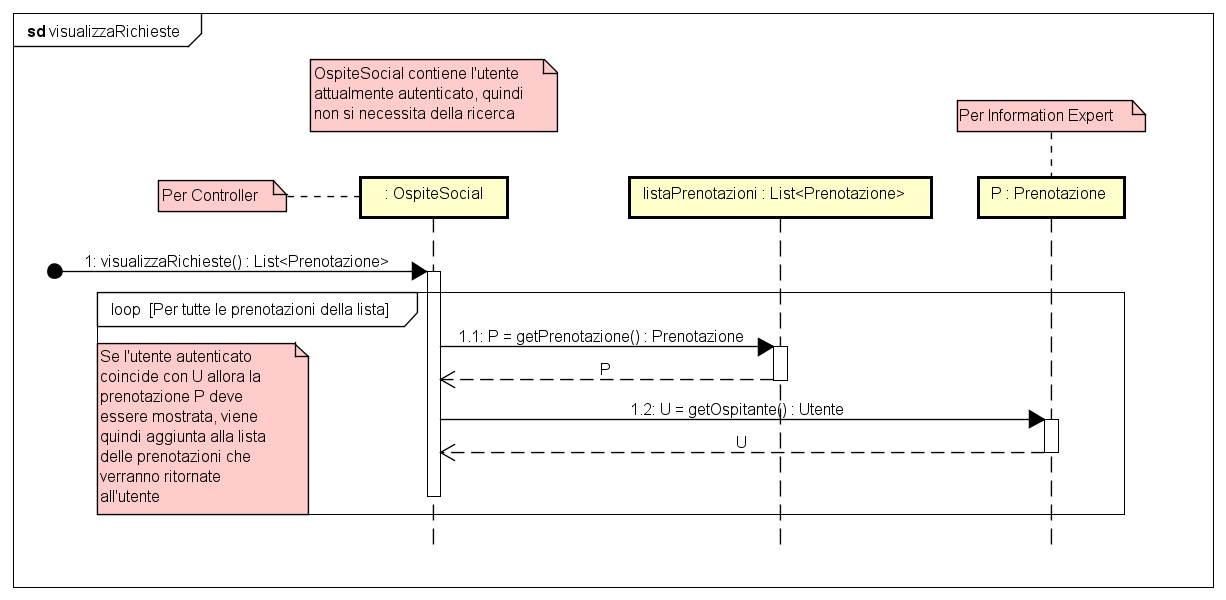 sd visualizzaRichieste
OspiteSocial contiene l'utente
attualmente autenticato, quindi
non si necessita della ricerca
Per Information Expert
Per Controller
: OspiteSocial
listaPrenotazioni : List<Prenotazione>
P : Prenotazione
1: visualizzaRichieste() : List<Prenotazione>
loop [Per tutte le prenotazioni della lista]
1.1: P = getPrenotazione() : Prenotazione
P
1.2: U = getOspitante() : Utente
U
Se l'utente autenticato
coincide con U allora la
prenotazione P deve
essere mostrata, viene
quindi aggiunta alla lista
delle prenotazioni che
verranno ritornate
all'utente